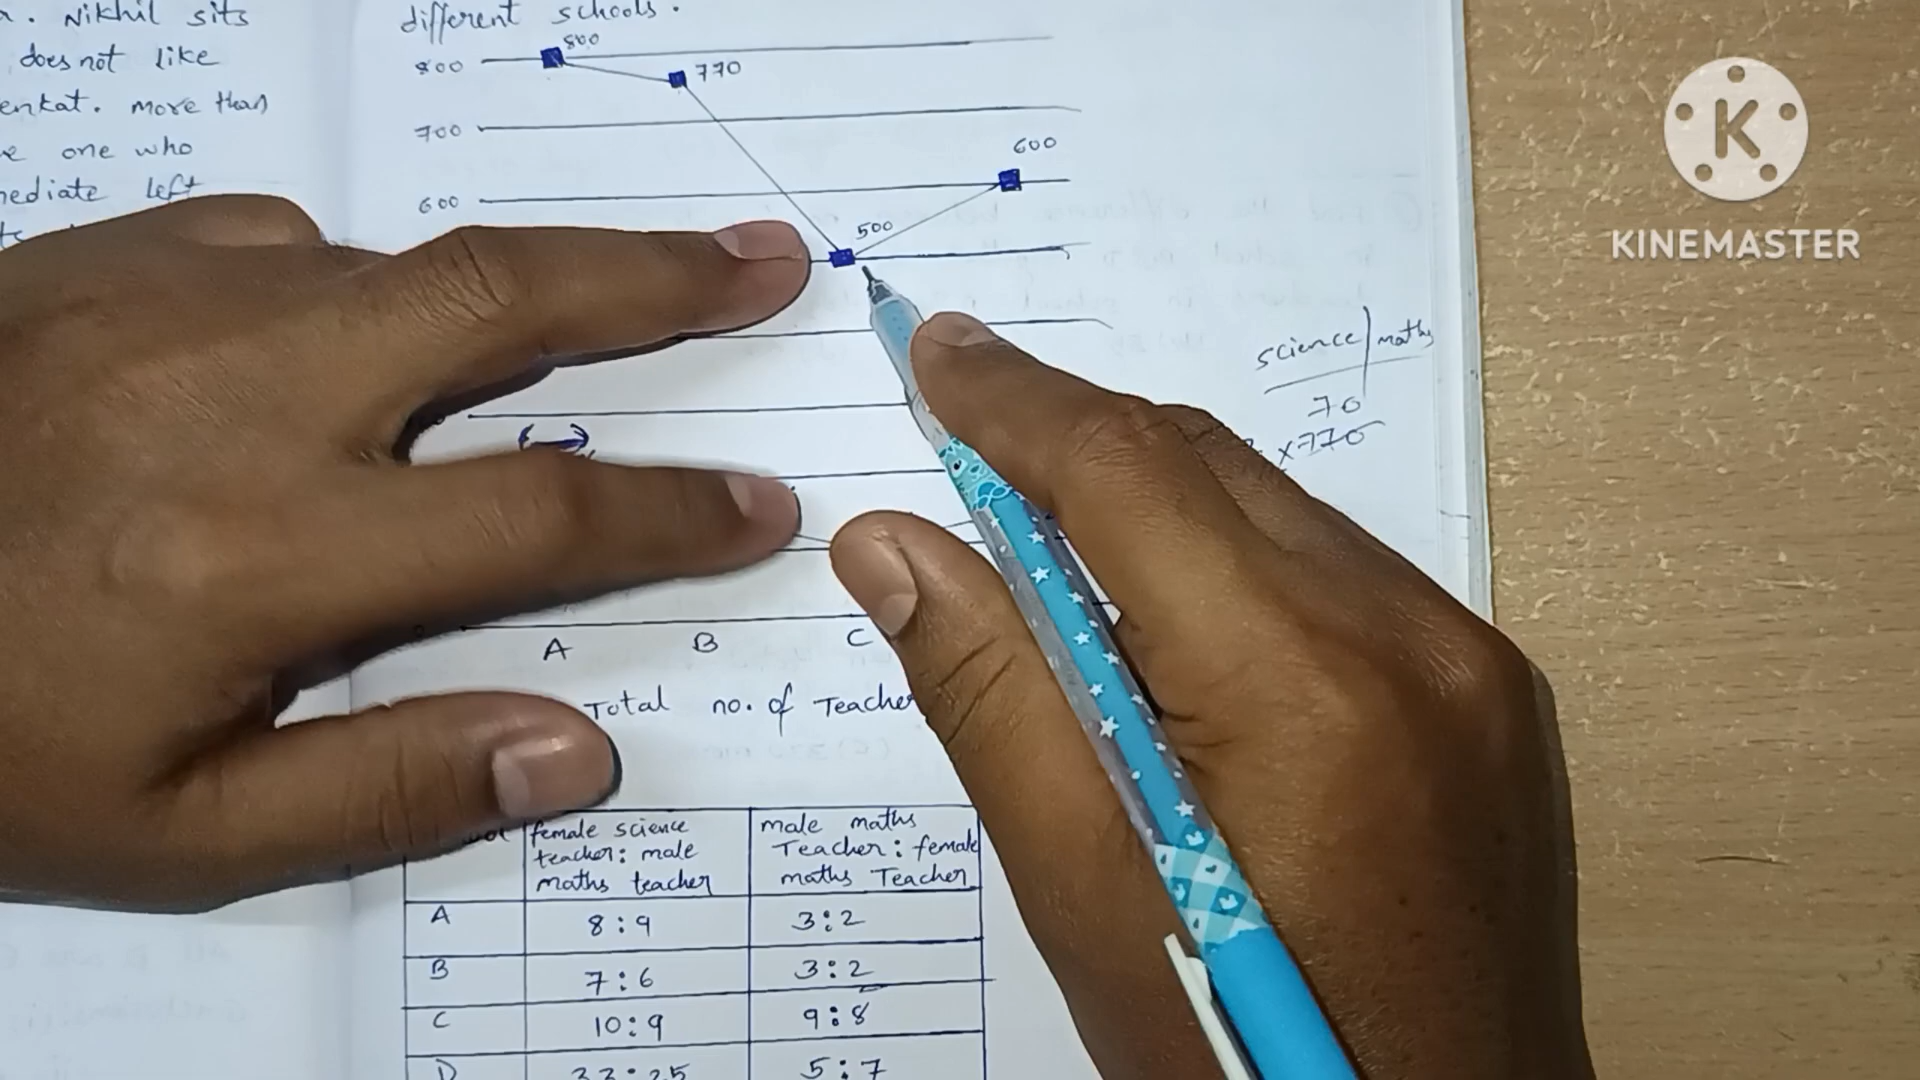 . Nikhil sits
does not like
enkat. more than
one who
mediate left
different schools.
800
800
770
700
600
600
500
science | maths
70
x770
A B C
Total no. of Teacher
female science teacher: male maths teacher
male maths Teacher: female maths Teacher
A 8:9 3:2
B 7:6 3:2
C 10:9 9:8
D 5:7
K
KINEMASTER